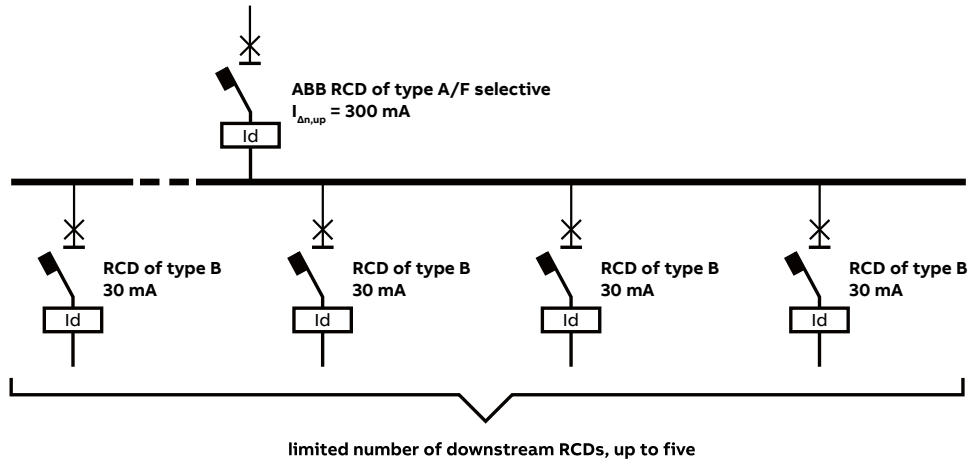 ABB RCD of type A/F selective
IΔn,up = 300 mA
Id
RCD of type B
30 mA
Id
RCD of type B
30 mA
Id
RCD of type B
30 mA
Id
RCD of type B
30 mA
Id
limited number of downstream RCDs, up to five